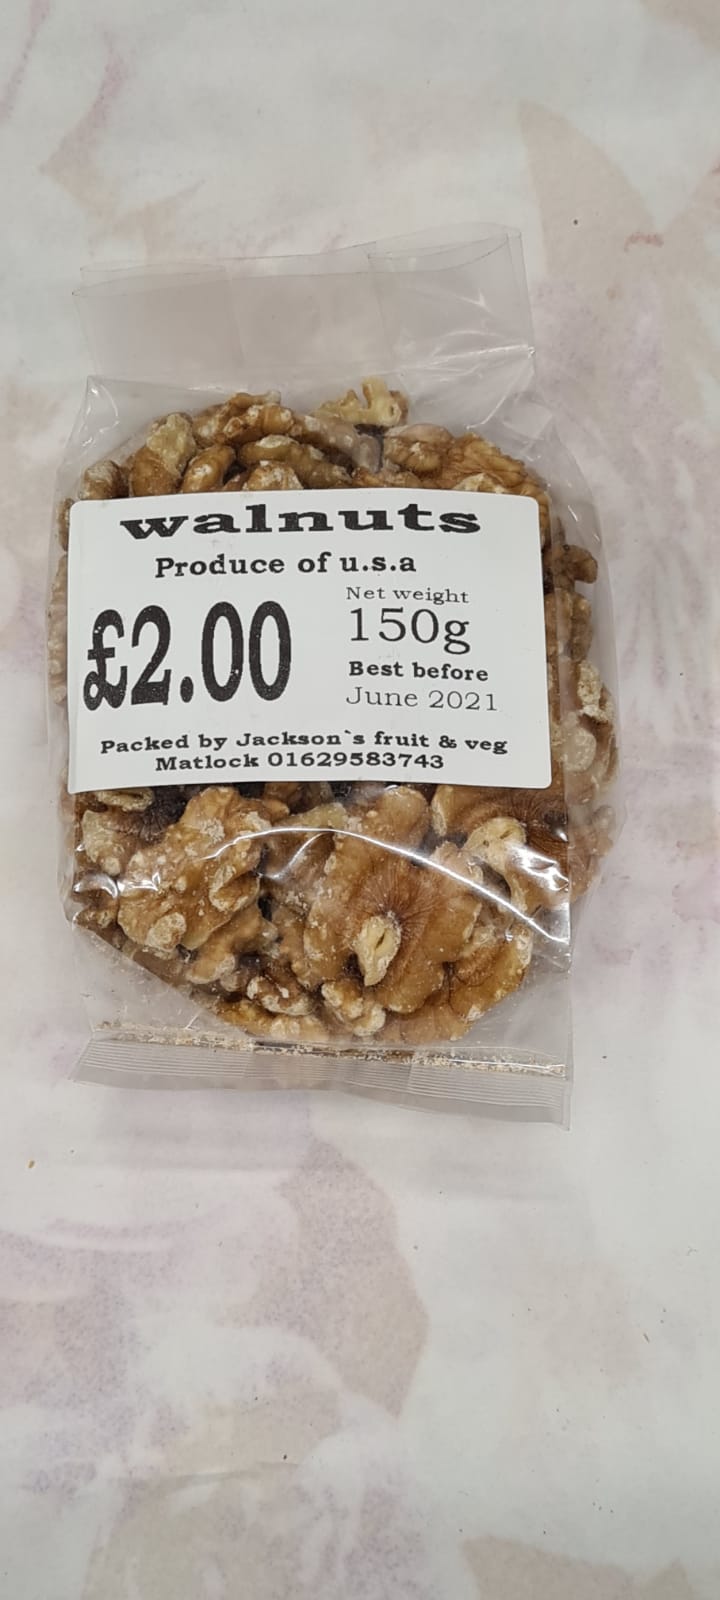 walnuts
Produce of u.s.a
£2.00
Net weight
150g
Best before
June 2021
Packed by Jackson`s fruit & veg
Matlock 01629583743